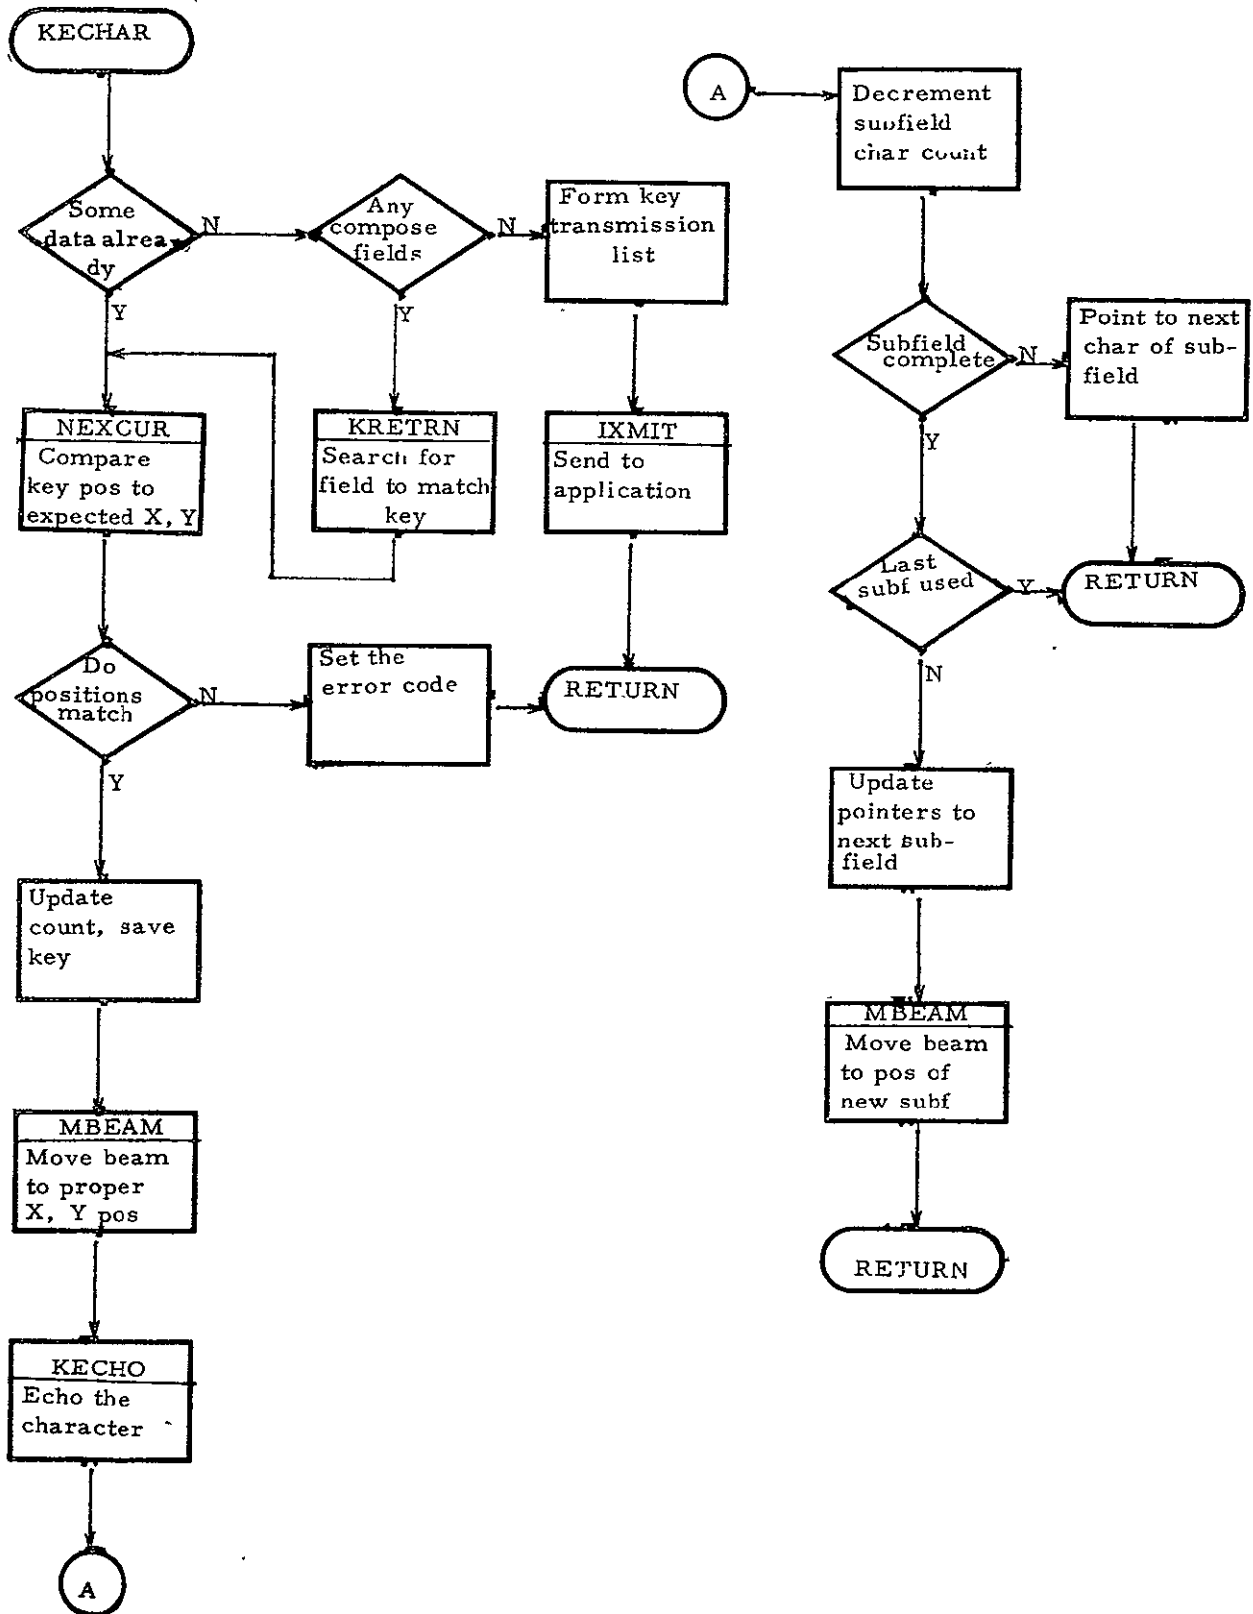 KECHAR
Some
data alrea
dy
N
Y
Any
compose
fields
N
Y
Form key
transmission
list
NEXCUR
Compare
key pos to
expected X, Y
KRETRN
Search for
field to match
key
IXMIT
Send to
application
Do
positions
match
N
Y
Set the
error code
RETURN
Update
count, save
key
MBEAM
Move beam
to proper
X, Y pos
KECHO
Echo the
character
A
A
Decrement
subfield
char count
Subfield
complete
N
Y
Point to next
char of sub-
field
Last
subf used
Y
N
RETURN
Update
pointers to
next sub-
field
MBEAM
Move beam
to pos of
new subf
RETURN